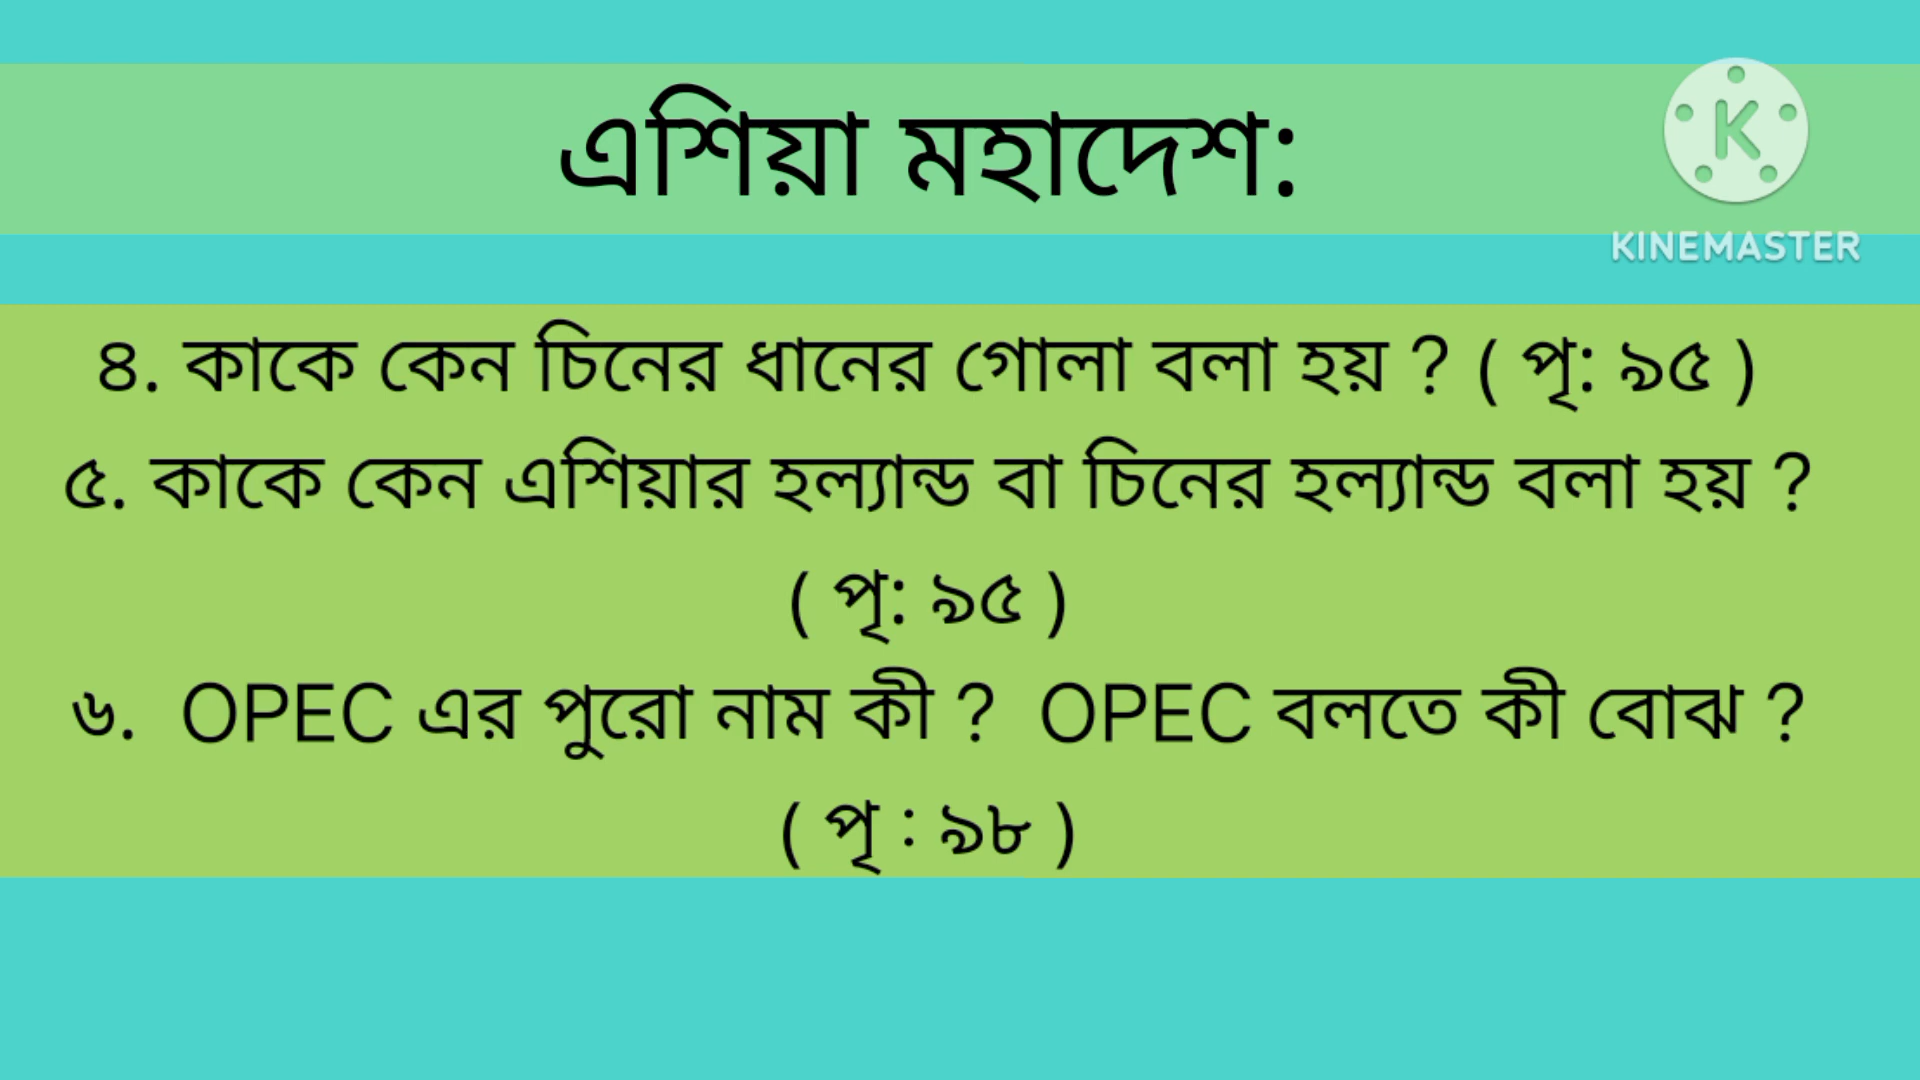 এশিয়া মহাদেশ:
K
KINEMASTER
৪. কাকে কেন চিনের ধানের গোলা বলা হয় ? ( পৃ: ৯৫ )
৫. কাকে কেন এশিয়ার হল্যান্ড বা চিনের হল্যান্ড বলা হয় ?
( পৃ: ৯৫ )
৬. OPEC এর পুরো নাম কী ? OPEC বলতে কী বোঝ ?
( পৃ : ৯৮ )